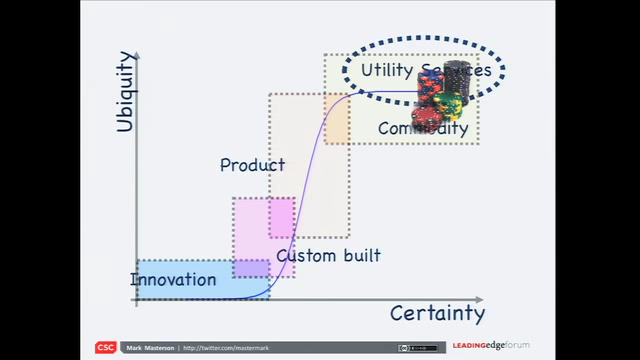 Ubiquity
Utility Services
Commodity
Product
Custom built
Innovation
Certainty
CSC
Mark Masterson | http://twitter.com/mastermark
LEADINGedgeforum